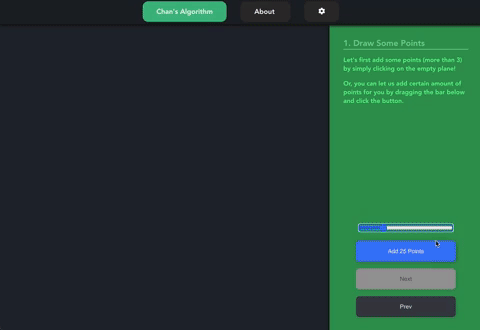 Chan's Algorithm
About
1. Draw Some Points
Let's first add some points (more than 3)
by simply clicking on the empty plane!
Or, you can let us add certain amount of
points for you by dragging the bar below
and click the button.
Add 25 Points
Next
Prev